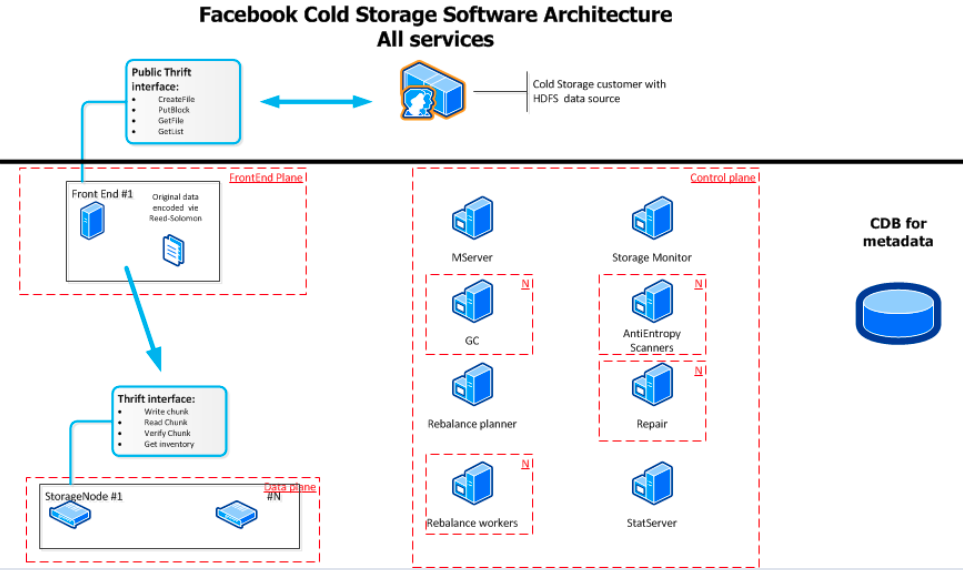 Facebook Cold Storage Software Architecture
All services
Public Thrift
interface:
• CreateFile
• PutBlock
• GetFile
• GetList
Cold Storage customer with
HDFS data source
FrontEnd Plane
Front End #1
Original data
encoded vie
Reed-Solomon
Thrift interface:
• Write chunk
• Read Chunk
• Verify Chunk
• Get inventory
Data plane
StorageNode #1
#N
Control plane
MServer
Storage Monitor
N
GC
N
AntiEntropy
Scanners
Rebalance planner
N
Repair
N
Rebalance workers
StatServer
CDB for
metadata